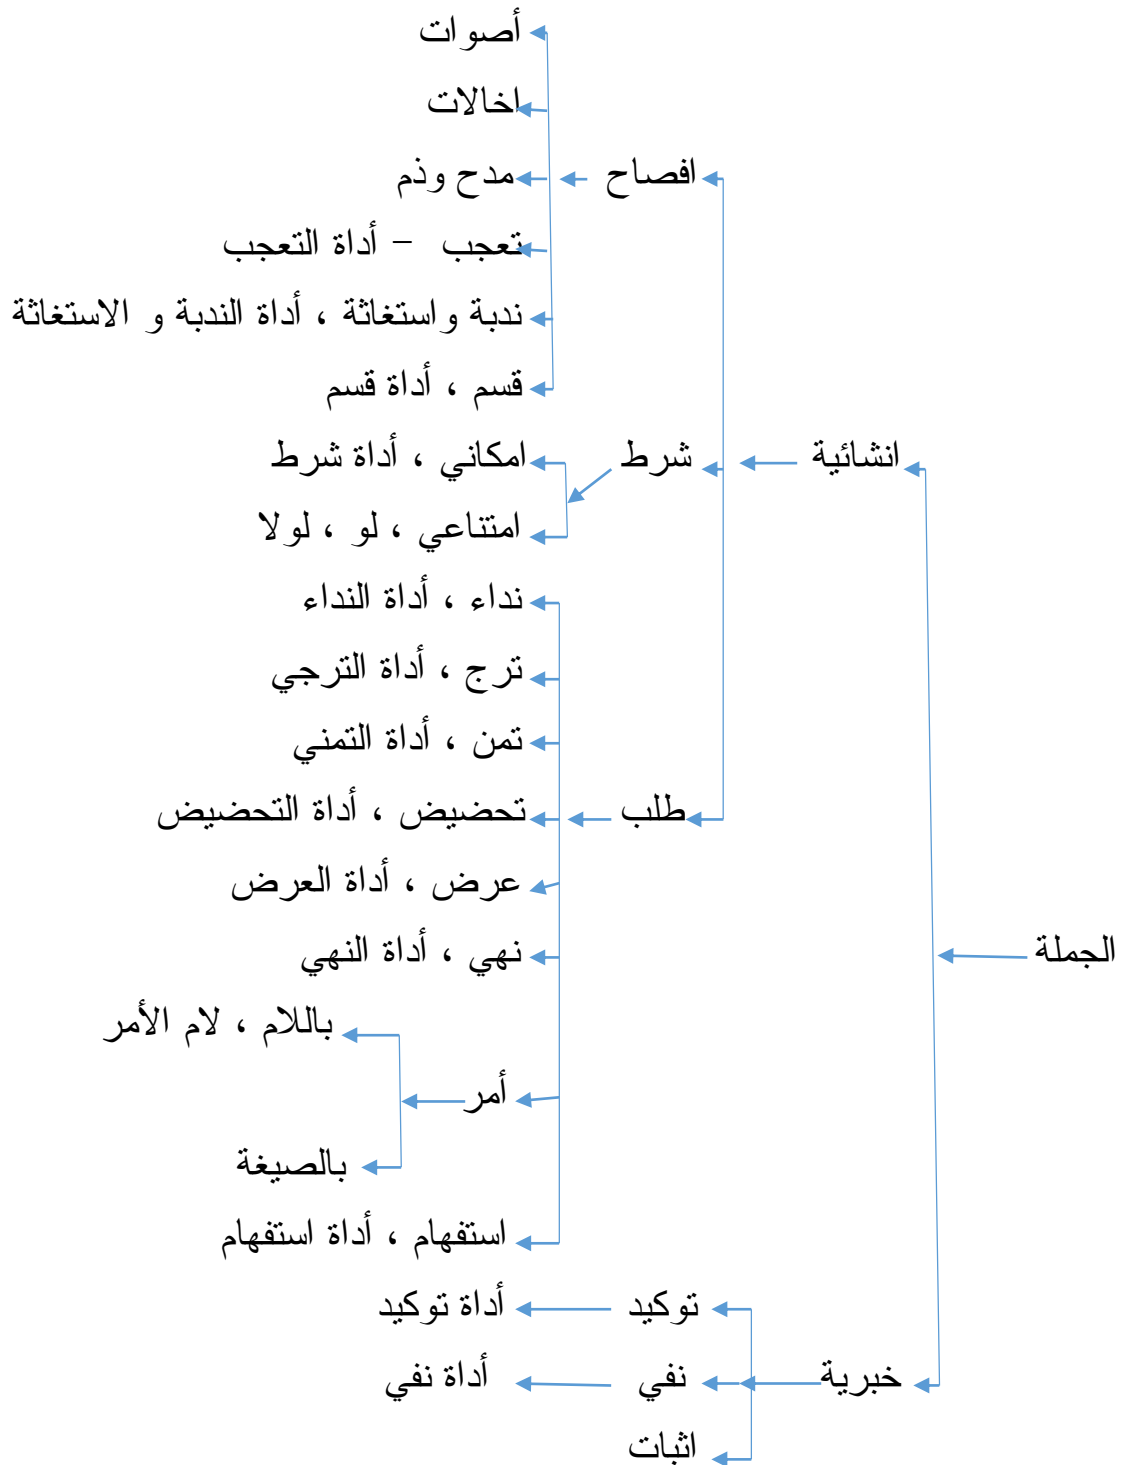 أصوات
اخالات
افصاح مدح وذم
تعجب – أداة التعجب
ندبة واستغاثة ، أداة الندبة و الاستغاثة
قسم ، أداة قسم
انشائية شرط امكاني ، أداة شرط
امتناعي ، لو ، لولا
نداء ، أداة النداء
ترج ، أداة الترجي
تمن ، أداة التمني
طلب تحضيض ، أداة التحضيض
عرض ، أداة العرض
الجملة نهي ، أداة النهي
باللام ، لام الأمر
أمر
بالصيغة
استفهام ، أداة استفهام
توكيد أداة توكيد
خبرية نفي أداة نفي
اثبات